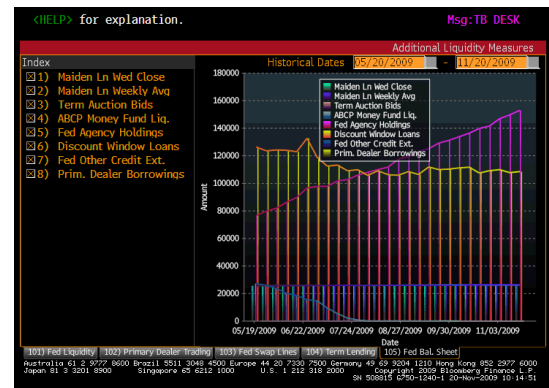 <HELP> for explanation.
Msg:TB DESK
Additional Liquidity Measures
Index
Historical Dates 05/20/2009 - 11/20/2009
1) Maiden Ln Wed Close
2) Maiden Ln Weekly Avg
3) Term Auction Bids
4) ABCP Money Fund Liq.
5) Fed Agency Holdings
6) Discount Window Loans
7) Fed Other Credit Ext.
8) Prim. Dealer Borrowings
180000
160000
140000
120000
100000
80000
60000
40000
20000
0
Amount
Maiden Ln Wed Close
Maiden Ln Weekly Avg
Term Auction Bids
ABCP Money Fund Liq.
Fed Agency Holdings
Discount Window Loans
Fed Other Credit Ext.
Prim. Dealer Borrowings
05/19/2009 06/22/2009 07/24/2009 08/27/2009 09/30/2009 11/03/2009
Date
101) Fed Liquidity 102) Primary Dealer Trading 103) Fed Swap Lines 104) Term Lending 105) Fed Bal. Sheet
Australia 61 2 9777 8600 Brazil 5511 3048 4500 Europe 44 20 7330 7500 Germany 49 69 9204 1210 Hong Kong 852 2977 6000
Japan 81 3 3201 8900 Singapore 65 6212 1000 U.S. 1 212 318 2000 Copyright 2009 Bloomberg Finance L.P.
SN 508815 G750-1240-1 20-Nov-2009 10:14:51